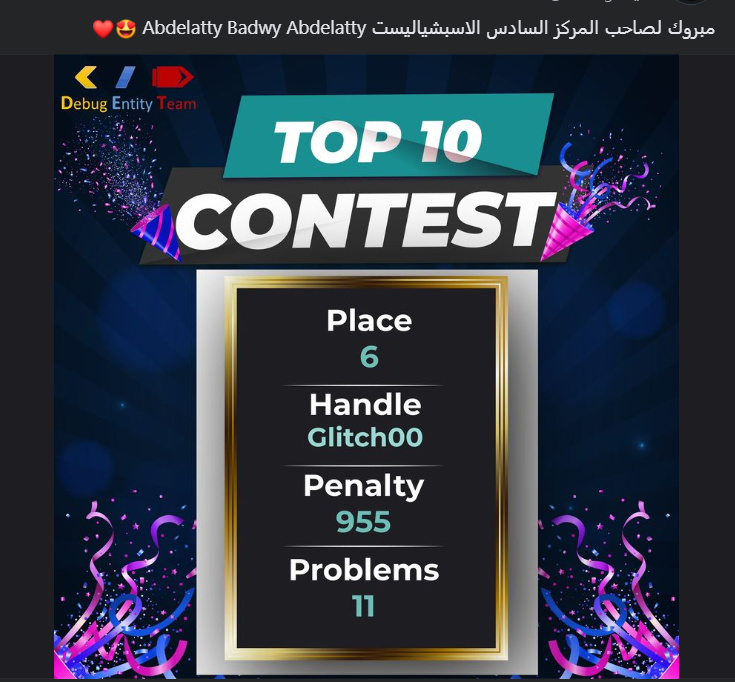 مبروك لصاحب المركز السادس الاسبشياليست Abdelatty Badwy Abdelatty 🤩❤️
Debug Entity Team
TOP 10
CONTEST
Place
6
Handle
Glitch00
Penalty
955
Problems
11